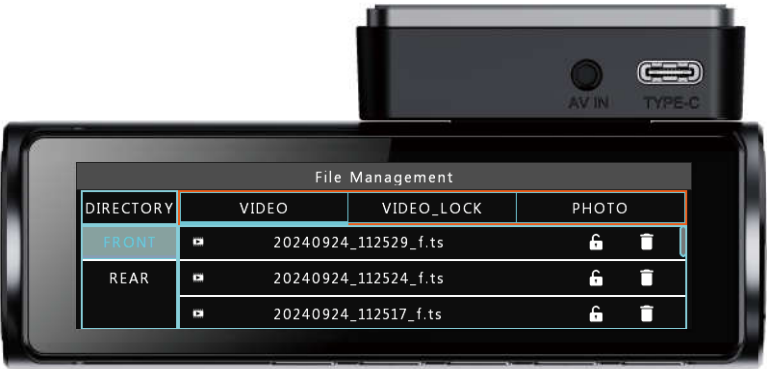 AV IN TYPE-C
File Management
DIRECTORY VIDEO VIDEO_LOCK PHOTO
FRONT 20240924_112529_f.ts
REAR 20240924_112524_f.ts
20240924_112517_f.ts